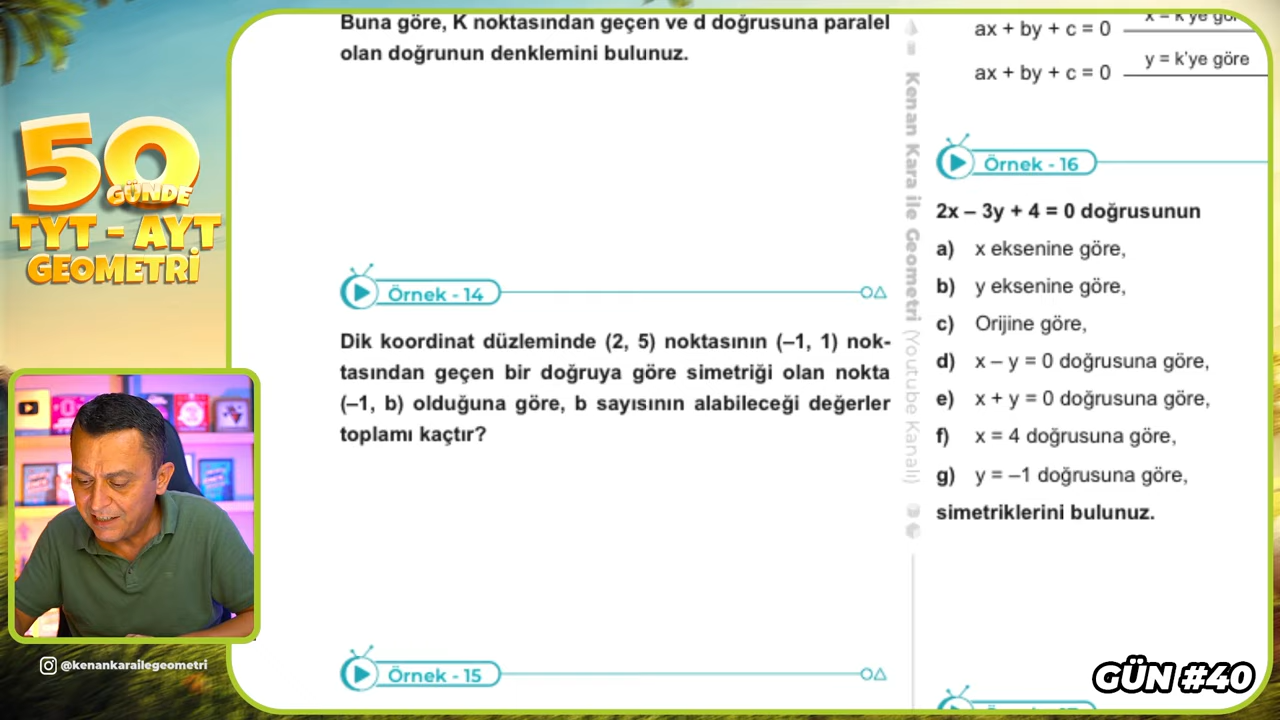 50
GÜNDE
TYT - AYT
GEOMETRİ
@kenankarailegeometri
Buna göre, K noktasından geçen ve d doğrusuna paralel
olan doğrunun denklemini bulunuz.
Örnek - 14
Dik koordinat düzleminde (2, 5) noktasının (–1, 1) nok-
tasından geçen bir doğruya göre simetriği olan nokta
(–1, b) olduğuna göre, b sayısının alabileceği değerler
toplamı kaçtır?
Örnek - 15
Kenan Kara ile Geometri (Youtube Kanalı)
ax + by + c = 0
x = k'ye göre
ax + by + c = 0
y = k'ye göre
Örnek - 16
2x – 3y + 4 = 0 doğrusunun
a) x eksenine göre,
b) y eksenine göre,
c) Orijine göre,
d) x – y = 0 doğrusuna göre,
e) x + y = 0 doğrusuna göre,
f) x = 4 doğrusuna göre,
g) y = –1 doğrusuna göre,
simetriklerini bulunuz.
GÜN #40